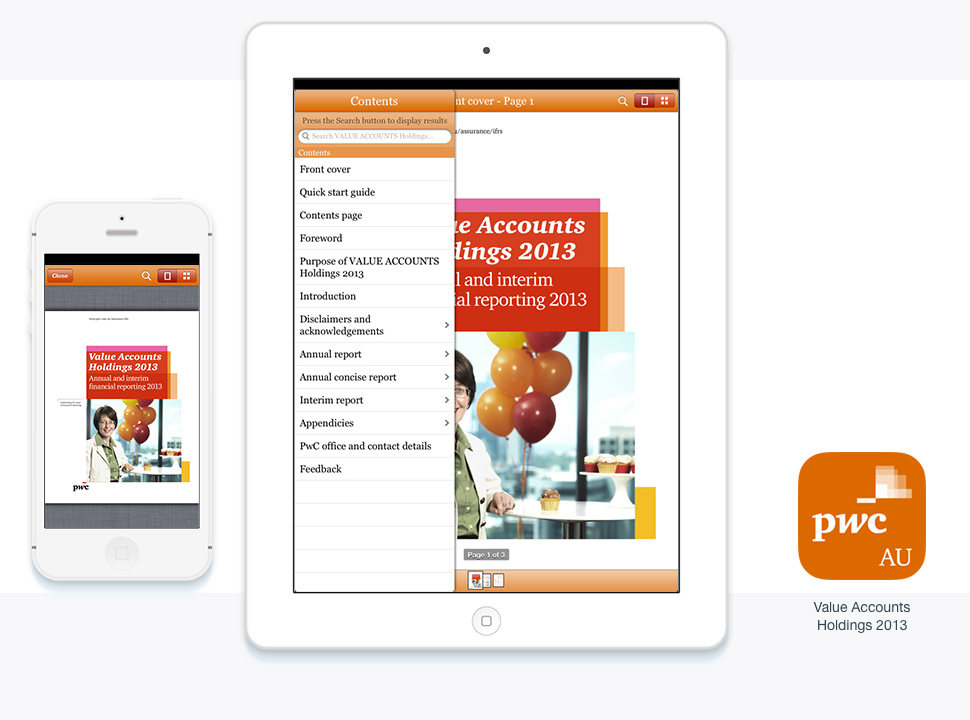 Close
Value Accounts
Holdings 2013
Annual and interim
financial reporting 2013
pwc
Contents
Press the Search button to display results
Search VALUE ACCOUNTS Holdings...
Contents
Front cover
Quick start guide
Contents page
Foreword
Purpose of VALUE ACCOUNTS
Holdings 2013
Introduction
Disclaimers and
acknowledgements
Annual report
Annual concise report
Interim report
Appendicies
PwC office and contact details
Feedback
nt cover - Page 1
u/assurance/ifrs
ue Accounts
dings 2013
l and interim
ial reporting 2013
Page 1 of 3
pwc
AU
Value Accounts
Holdings 2013